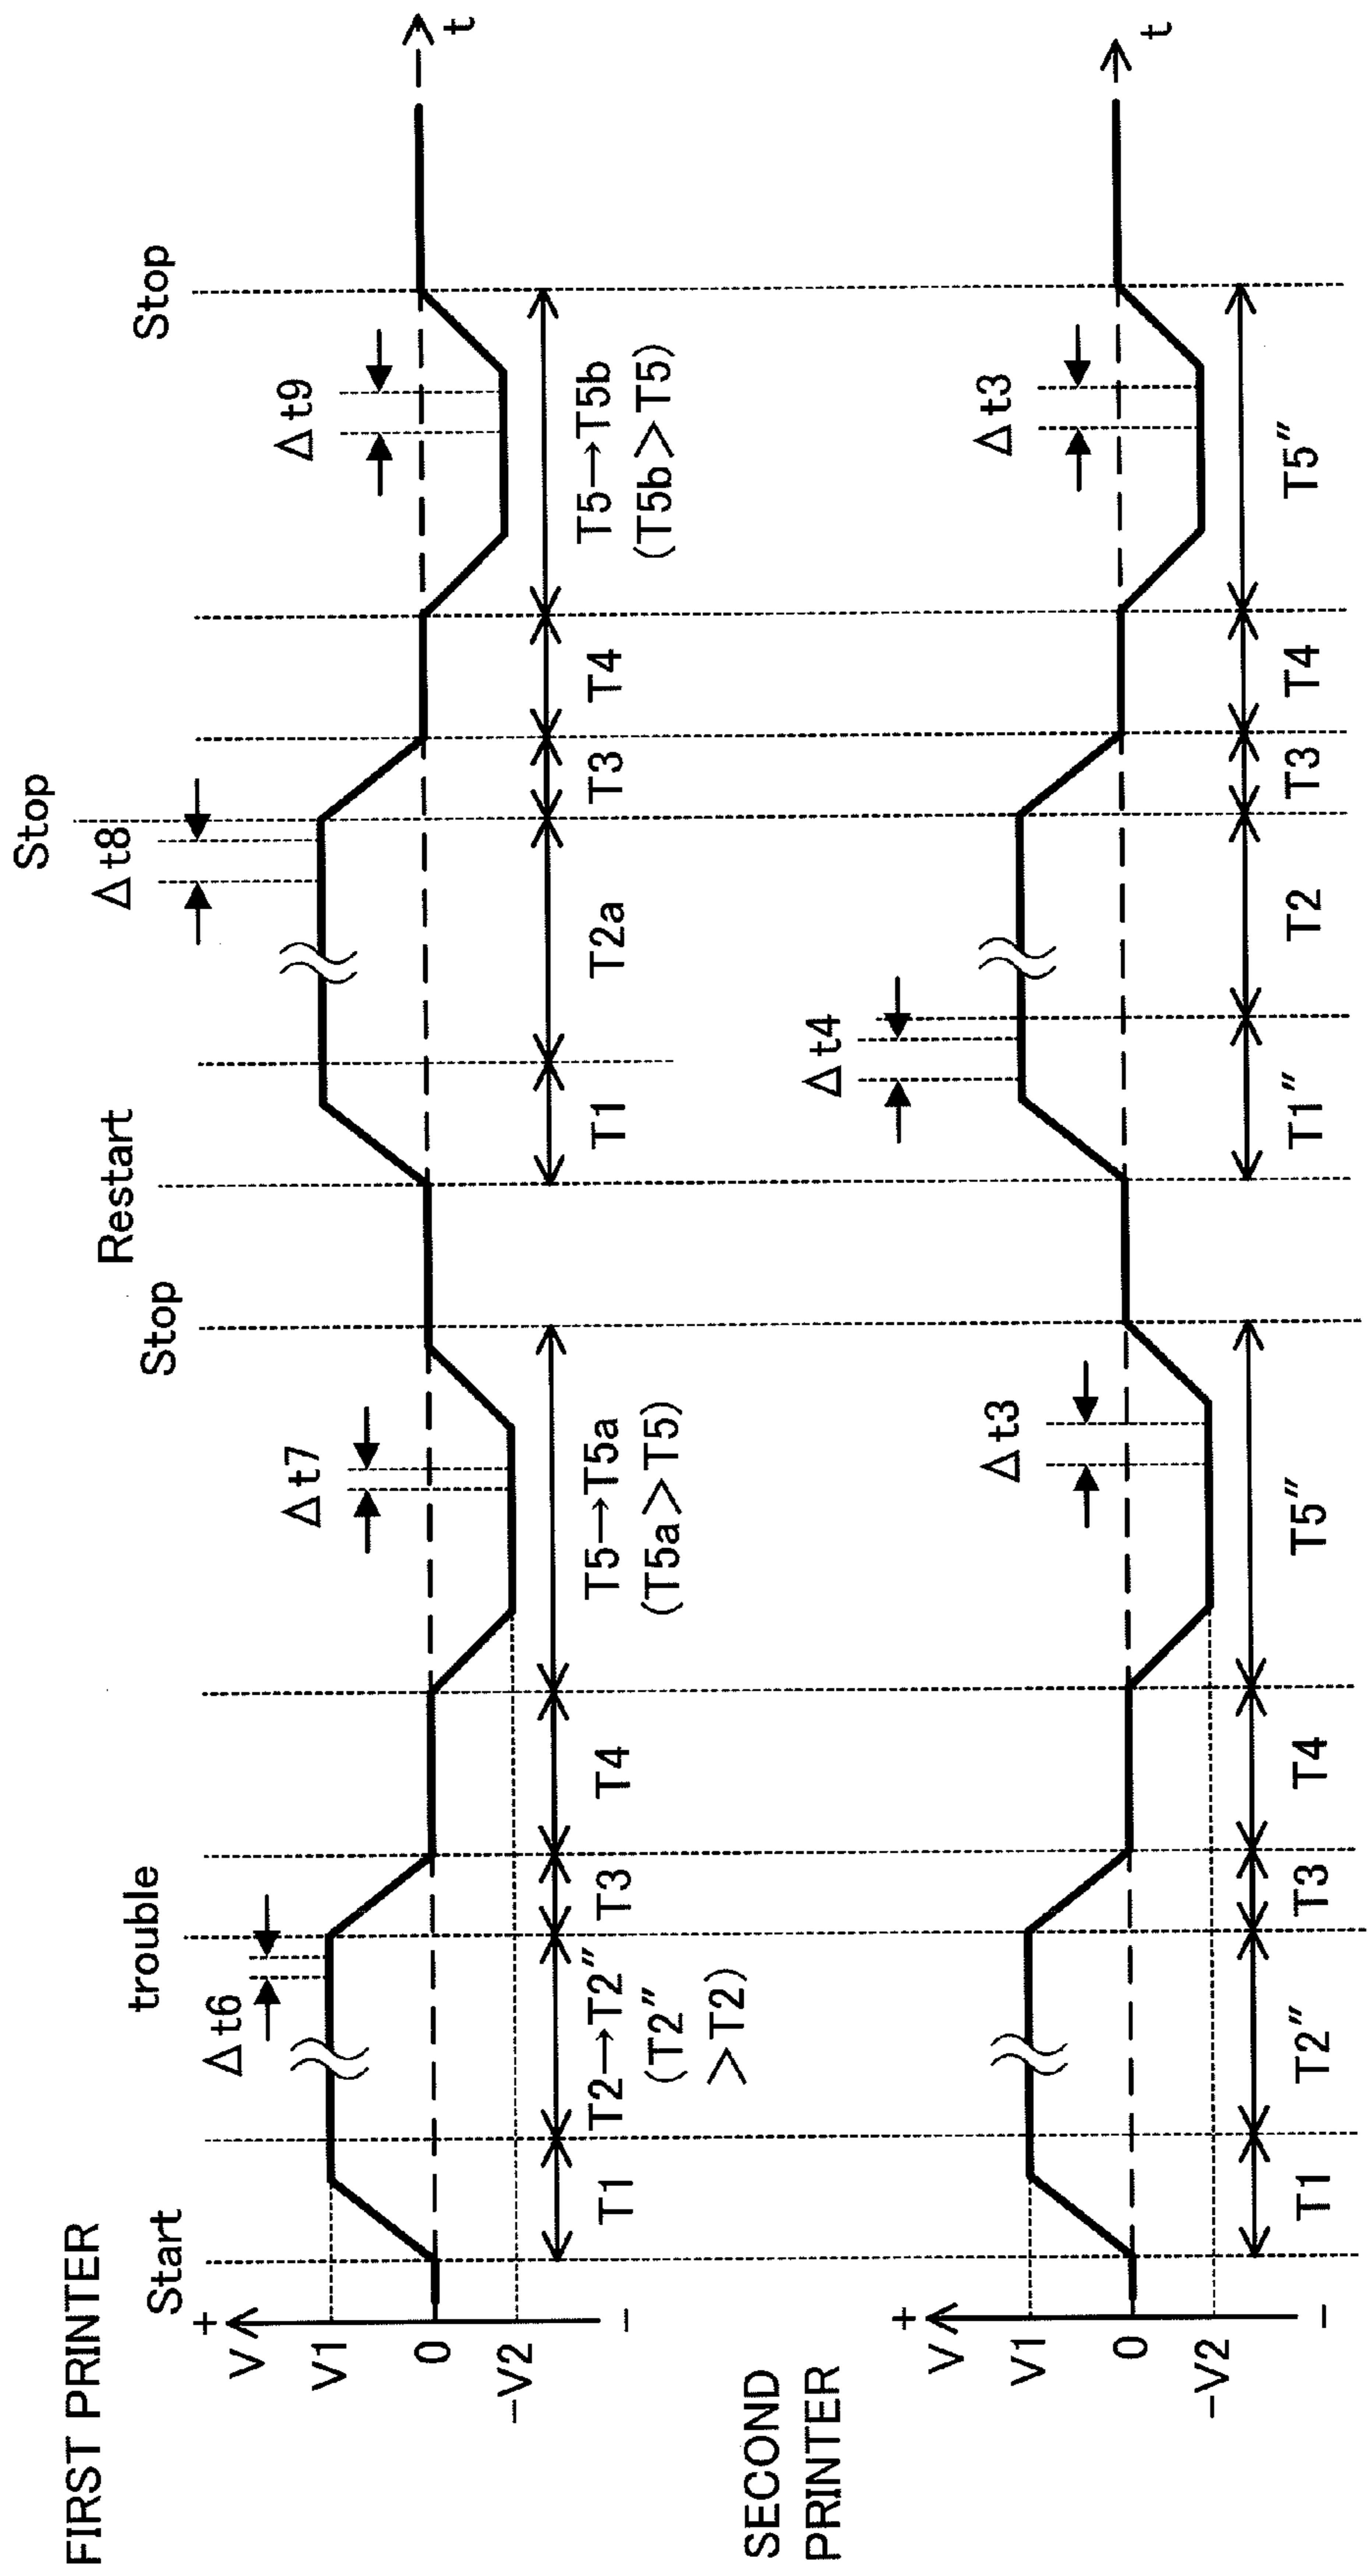 FIRST PRINTER
Start
trouble
Stop
Restart
Stop
Stop
Δt6
Δt7
Δt8
Δt9
+
V
V1
0
-V2
-
t
T1
T2→T2″
(T2″
>T2)
T3
T4
T5→T5a
(T5a>T5)
T1
T2a
T3
T4
T5→T5b
(T5b>T5)
SECOND
PRINTER
Δt3
Δt4
Δt3
+
V
V1
0
-V2
-
t
T1
T2″
T3
T4
T5″
T1″
T2
T3
T4
T5″